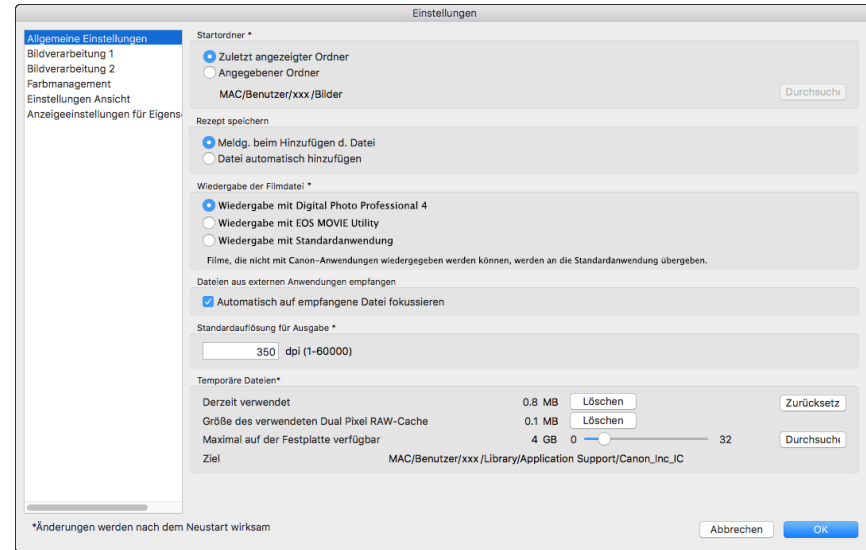 Einstellungen
Allgemeine Einstellungen
Bildverarbeitung 1
Bildverarbeitung 2
Farbmanagement
Einstellungen Ansicht
Anzeigeeinstellungen für Eigens
Startordner *
Zuletzt angezeigter Ordner
Angegebener Ordner
MAC/Benutzer/xxx/Bilder
Durchsuch
Rezept speichern
Meldg. beim Hinzufügen d. Datei
Datei automatisch hinzufügen
Wiedergabe der Filmdatei *
Wiedergabe mit Digital Photo Professional 4
Wiedergabe mit EOS MOVIE Utility
Wiedergabe mit Standardanwendung
Filme, die nicht mit Canon-Anwendungen wiedergegeben werden können, werden an die Standardanwendung übergeben.
Dateien aus externen Anwendungen empfangen
Automatisch auf empfangene Datei fokussieren
Standardauflösung für Ausgabe *
350 dpi (1-60000)
Temporäre Dateien*
Derzeit verwendet 0.8 MB Löschen Zurücksetz
Größe des verwendeten Dual Pixel RAW-Cache 0.1 MB Löschen
Maximal auf der Festplatte verfügbar 4 GB 0 32 Durchsuch
Ziel MAC/Benutzer/xxx/Library/Application Support/Canon_Inc_IC
*Änderungen werden nach dem Neustart wirksam
Abbrechen OK